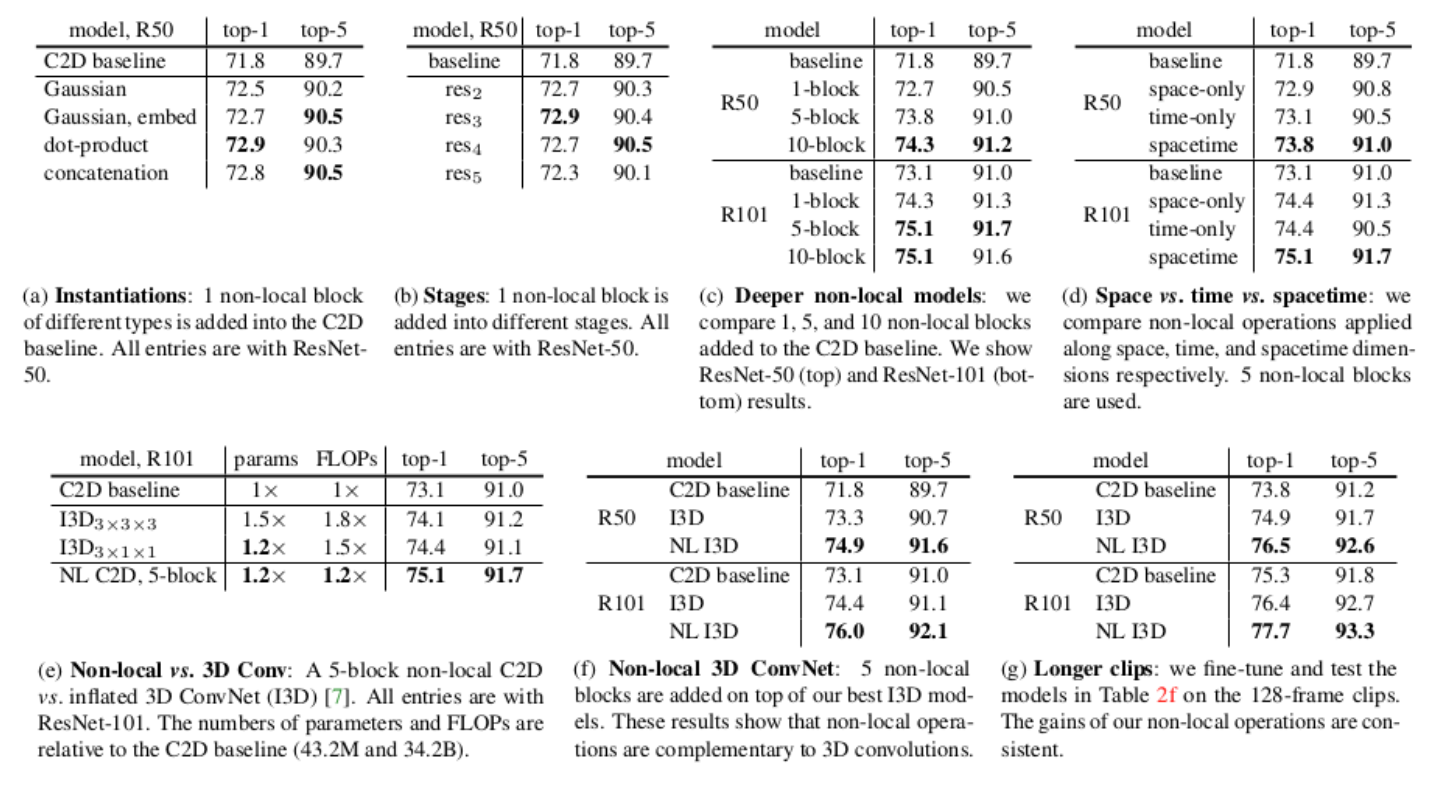 model, R50 top-1 top-5
C2D baseline 71.8 89.7
Gaussian 72.5 90.2
Gaussian, embed 72.7 90.5
dot-product 72.9 90.3
concatenation 72.8 90.5
(a) Instantiations: 1 non-local block
of different types is added into the C2D
baseline. All entries are with ResNet-
50.
model, R50 top-1 top-5
baseline 71.8 89.7
res2 72.7 90.3
res3 72.9 90.4
res4 72.7 90.5
res5 72.3 90.1
(b) Stages: 1 non-local block is
added into different stages. All
entries are with ResNet-50.
model top-1 top-5
baseline 71.8 89.7
R50 1-block 72.7 90.5
5-block 73.8 91.0
10-block 74.3 91.2
baseline 73.1 91.0
R101 1-block 74.3 91.3
5-block 75.1 91.7
10-block 75.1 91.6
(c) Deeper non-local models: we
compare 1, 5, and 10 non-local blocks
added to the C2D baseline. We show
ResNet-50 (top) and ResNet-101 (bot-
tom) results.
model top-1 top-5
baseline 71.8 89.7
R50 space-only 72.9 90.8
time-only 73.1 90.5
spacetime 73.8 91.0
baseline 73.1 91.0
R101 space-only 74.4 91.3
time-only 74.4 90.5
spacetime 75.1 91.7
(d) Space vs. time vs. spacetime: we
compare non-local operations applied
along space, time, and spacetime dimen-
sions respectively. 5 non-local blocks
are used.
model, R101 params FLOPs top-1 top-5
C2D baseline 1× 1× 73.1 91.0
I3D3×3×3 1.5× 1.8× 74.1 91.2
I3D3×1×1 1.2× 1.5× 74.4 91.1
NL C2D, 5-block 1.2× 1.2× 75.1 91.7
(e) Non-local vs. 3D Conv: A 5-block non-local C2D
vs. inflated 3D ConvNet (I3D) [7]. All entries are with
ResNet-101. The numbers of parameters and FLOPs are
relative to the C2D baseline (43.2M and 34.2B).
model top-1 top-5
C2D baseline 71.8 89.7
R50 I3D 73.3 90.7
NL I3D 74.9 91.6
C2D baseline 73.1 91.0
R101 I3D 74.4 91.1
NL I3D 76.0 92.1
(f) Non-local 3D ConvNet: 5 non-local
blocks are added on top of our best I3D mod-
els. These results show that non-local opera-
tions are complementary to 3D convolutions.
model top-1 top-5
C2D baseline 73.8 91.2
R50 I3D 74.9 91.7
NL I3D 76.5 92.6
C2D baseline 75.3 91.8
R101 I3D 76.4 92.7
NL I3D 77.7 93.3
(g) Longer clips: we fine-tune and test the
models in Table 2f on the 128-frame clips.
The gains of our non-local operations are con-
sistent.